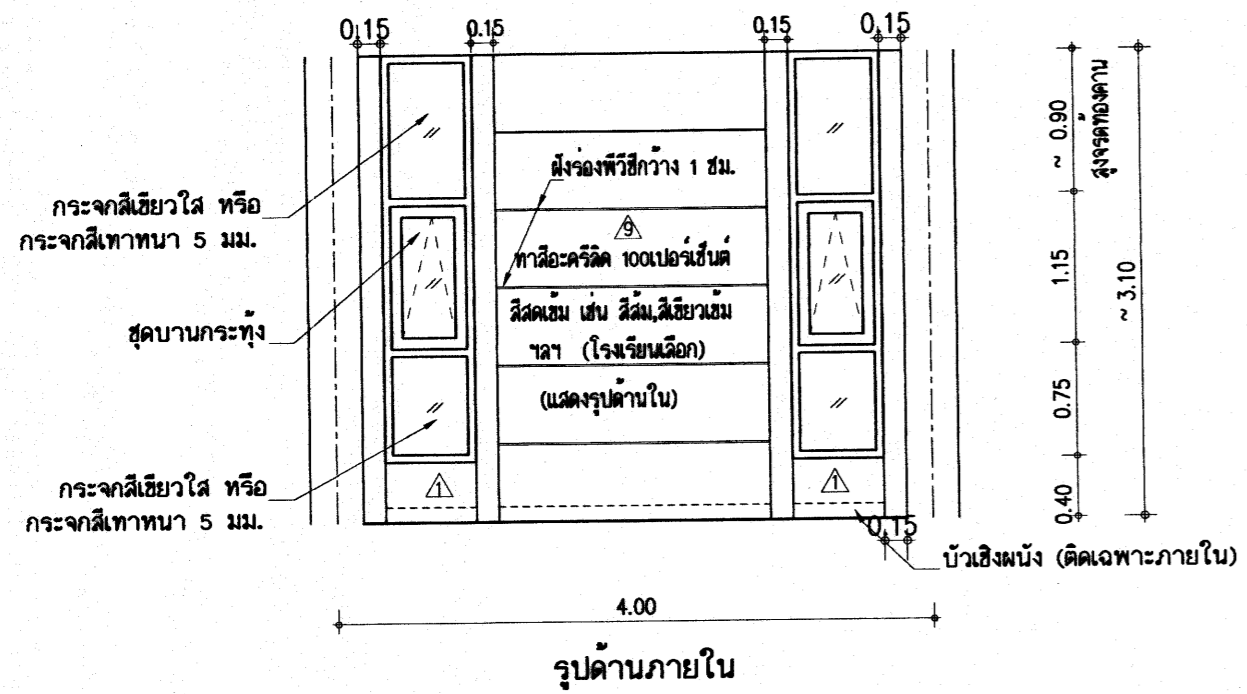 0.15
0.15
0.15
0.15
กระจกสีเขียวใส หรือ
กระจกสีเทาหนา 5 มม.
ชุดบานกระทุ้ง
กระจกสีเขียวใส หรือ
กระจกสีเทาหนา 5 มม.
ฝังร่องพีวีซีกว้าง 1 ซม.
9
ทาสีอะครีลิค 100เปอร์เซ็นต์
สีสดเข้ม เช่น สีส้ม,สีเขียวเข้ม
ฯลฯ (โรงเรียนเลือก)
(แสดงรูปด้านใน)
1
1
~ 0.90
สูงจรดท้องคาน
1.15
0.75
0.40
~ 3.10
0.15
บัวเชิงผนัง (ติดเฉพาะภายใน)
4.00
รูปด้านภายใน